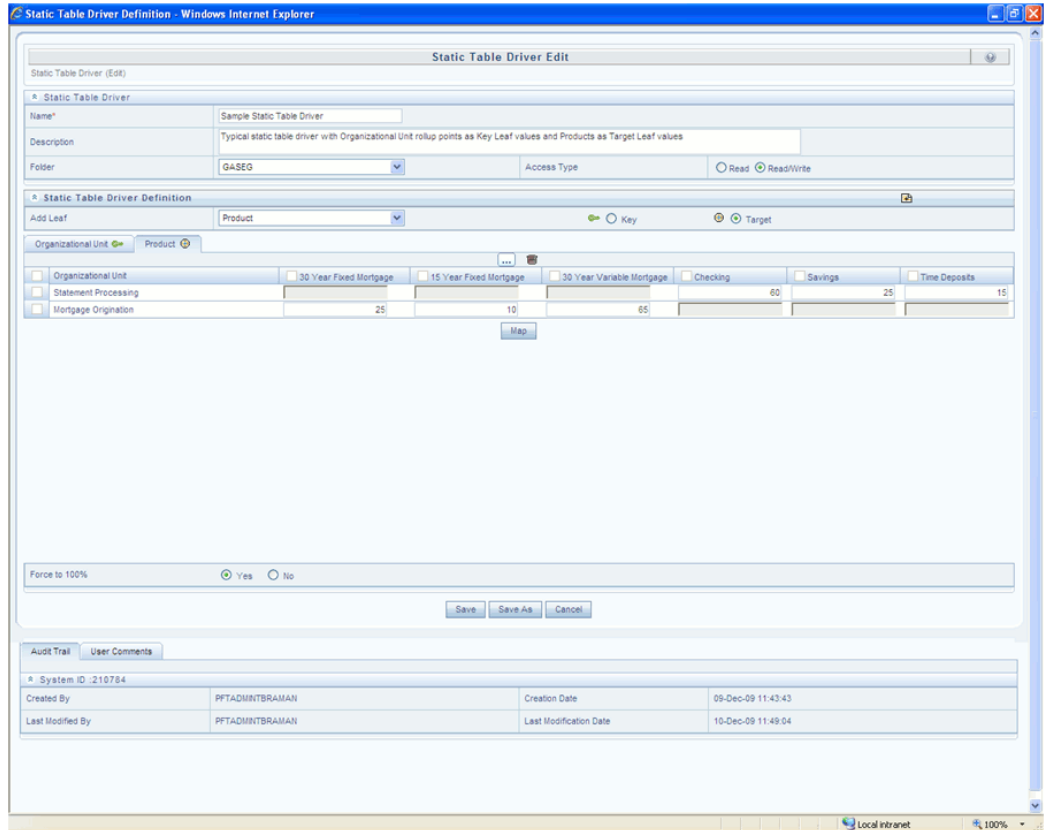 Static Table Driver Definition - Windows Internet Explorer
Static Table Driver Edit
Static Table Driver (Edit)
Static Table Driver
Name* Sample Static Table Driver
Description Typical static table driver with Organizational Unit rollup points as Key Leaf values and Products as Target Leaf values
Folder GASEG Access Type Read Read/Write
Static Table Driver Definition
Add Leaf Product Key Target
Organizational Unit Product
...
Organizational Unit 30 Year Fixed Mortgage 15 Year Fixed Mortgage 30 Year Variable Mortgage Checking Savings Time Deposits
Statement Processing 60 25 15
Mortgage Origination 25 10 65
Map
Force to 100% Yes No
Save Save As Cancel
Audit Trail User Comments
System ID :210784
Created By PFTADMINTBRAMAN Creation Date 09-Dec-09 11:43:43
Last Modified By PFTADMINTBRAMAN Last Modification Date 10-Dec-09 11:49:04
Local intranet 100%